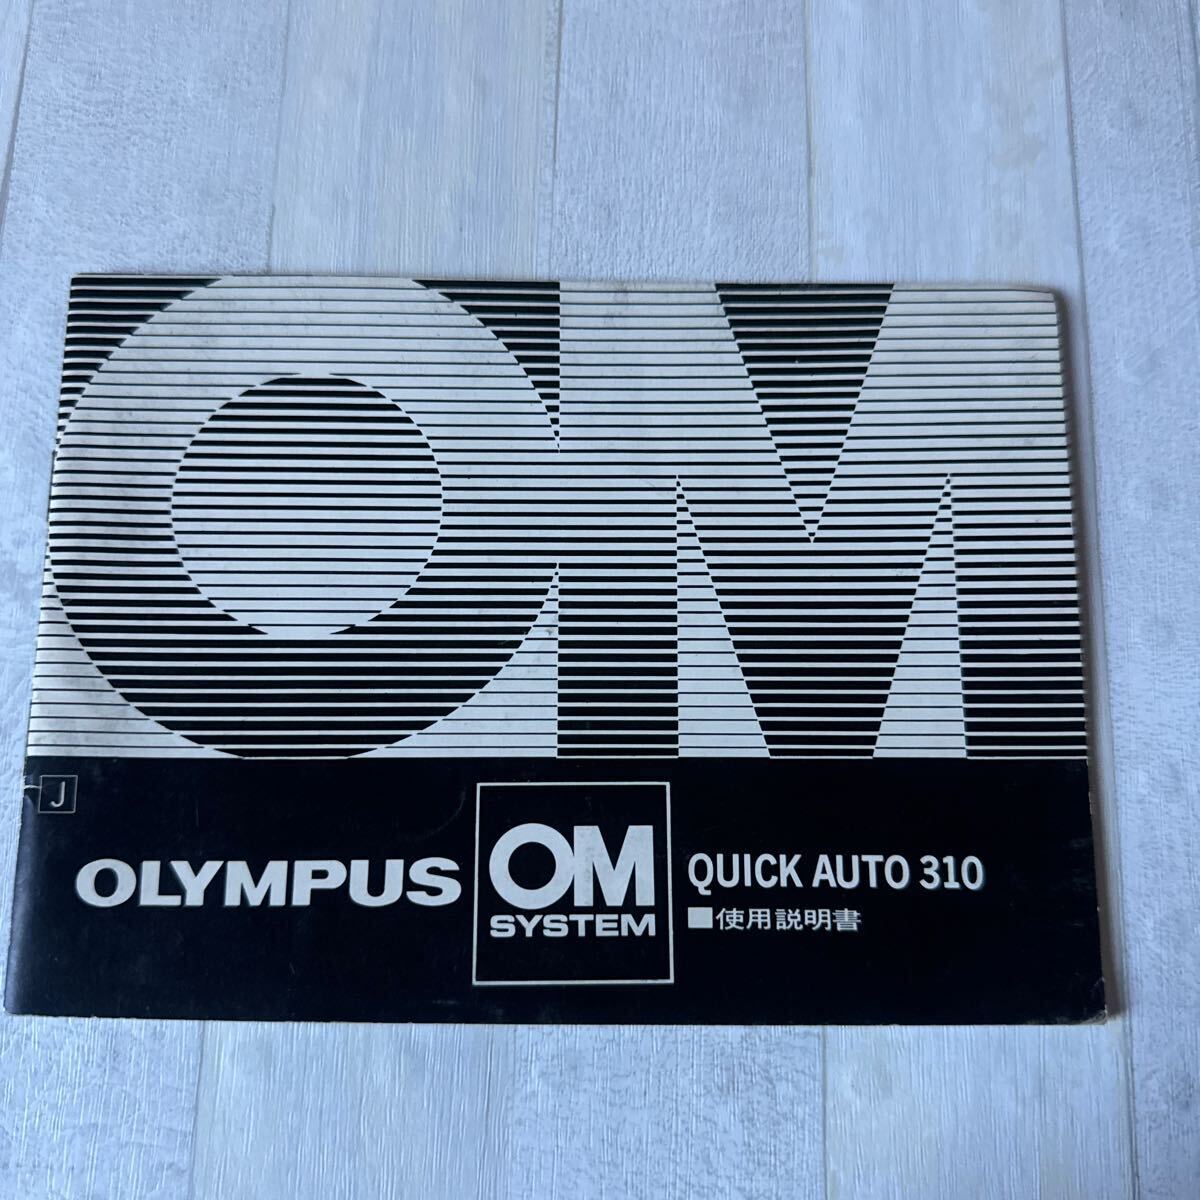 OM
J
OLYMPUS
OM
SYSTEM
QUICK AUTO 310
■使用説明書